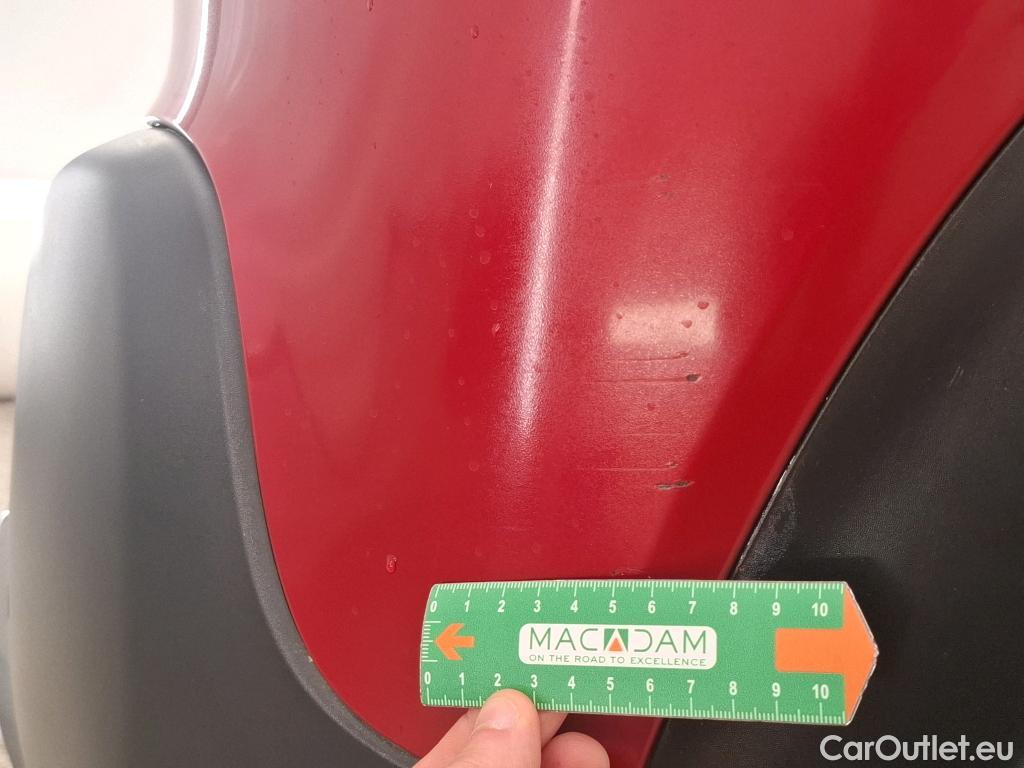 0 1 2 3 4 5 6 7 8 9 10
MACADAM
ON THE ROAD TO EXCELLENCE
0 1 2 3 4 5 6 7 8 9 10
CarOutlet.eu